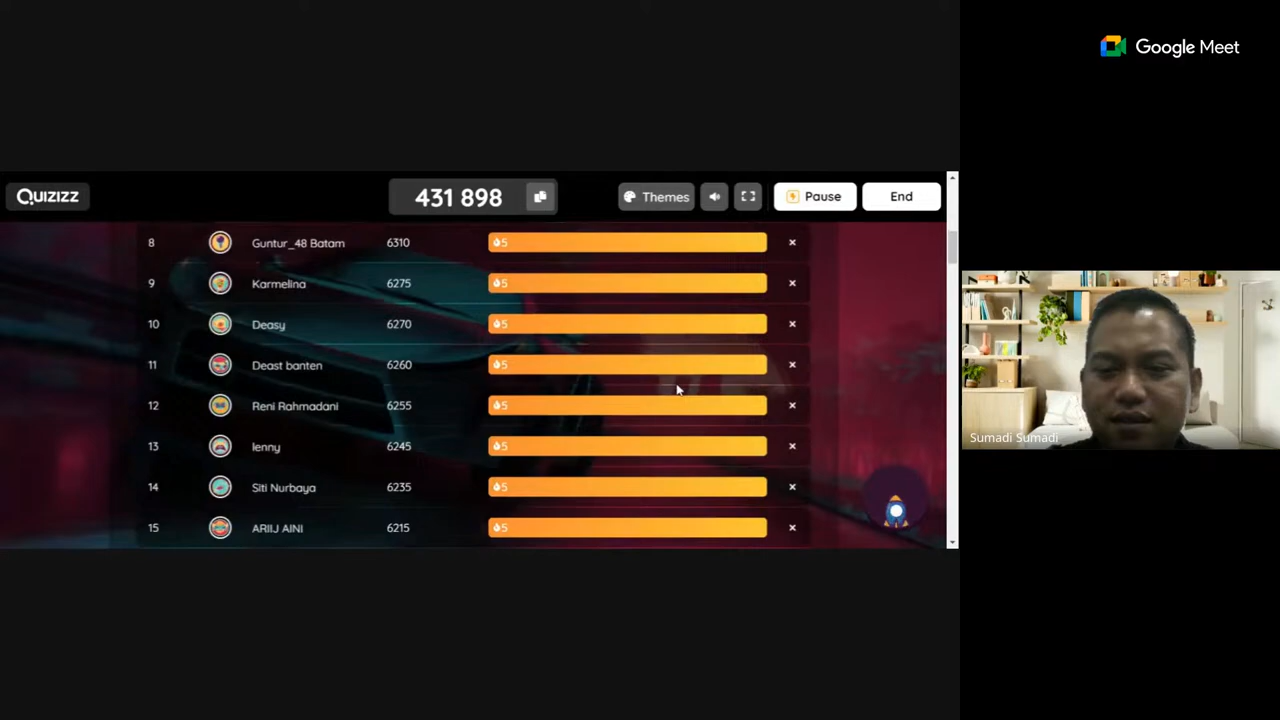 Google Meet
QUIZIZZ 431 898 Themes Pause End
8 Guntur_48 Batam 6310 5 ×
9 Karmelina 6275 5 ×
10 Deasy 6270 5 ×
11 Deast banten 6260 5 ×
12 Reni Rahmadani 6255 5 ×
13 lenny 6245 5 ×
14 Siti Nurbaya 6235 5 ×
15 ARIIJ AINI 6215 5 ×
Sumadi Sumadi